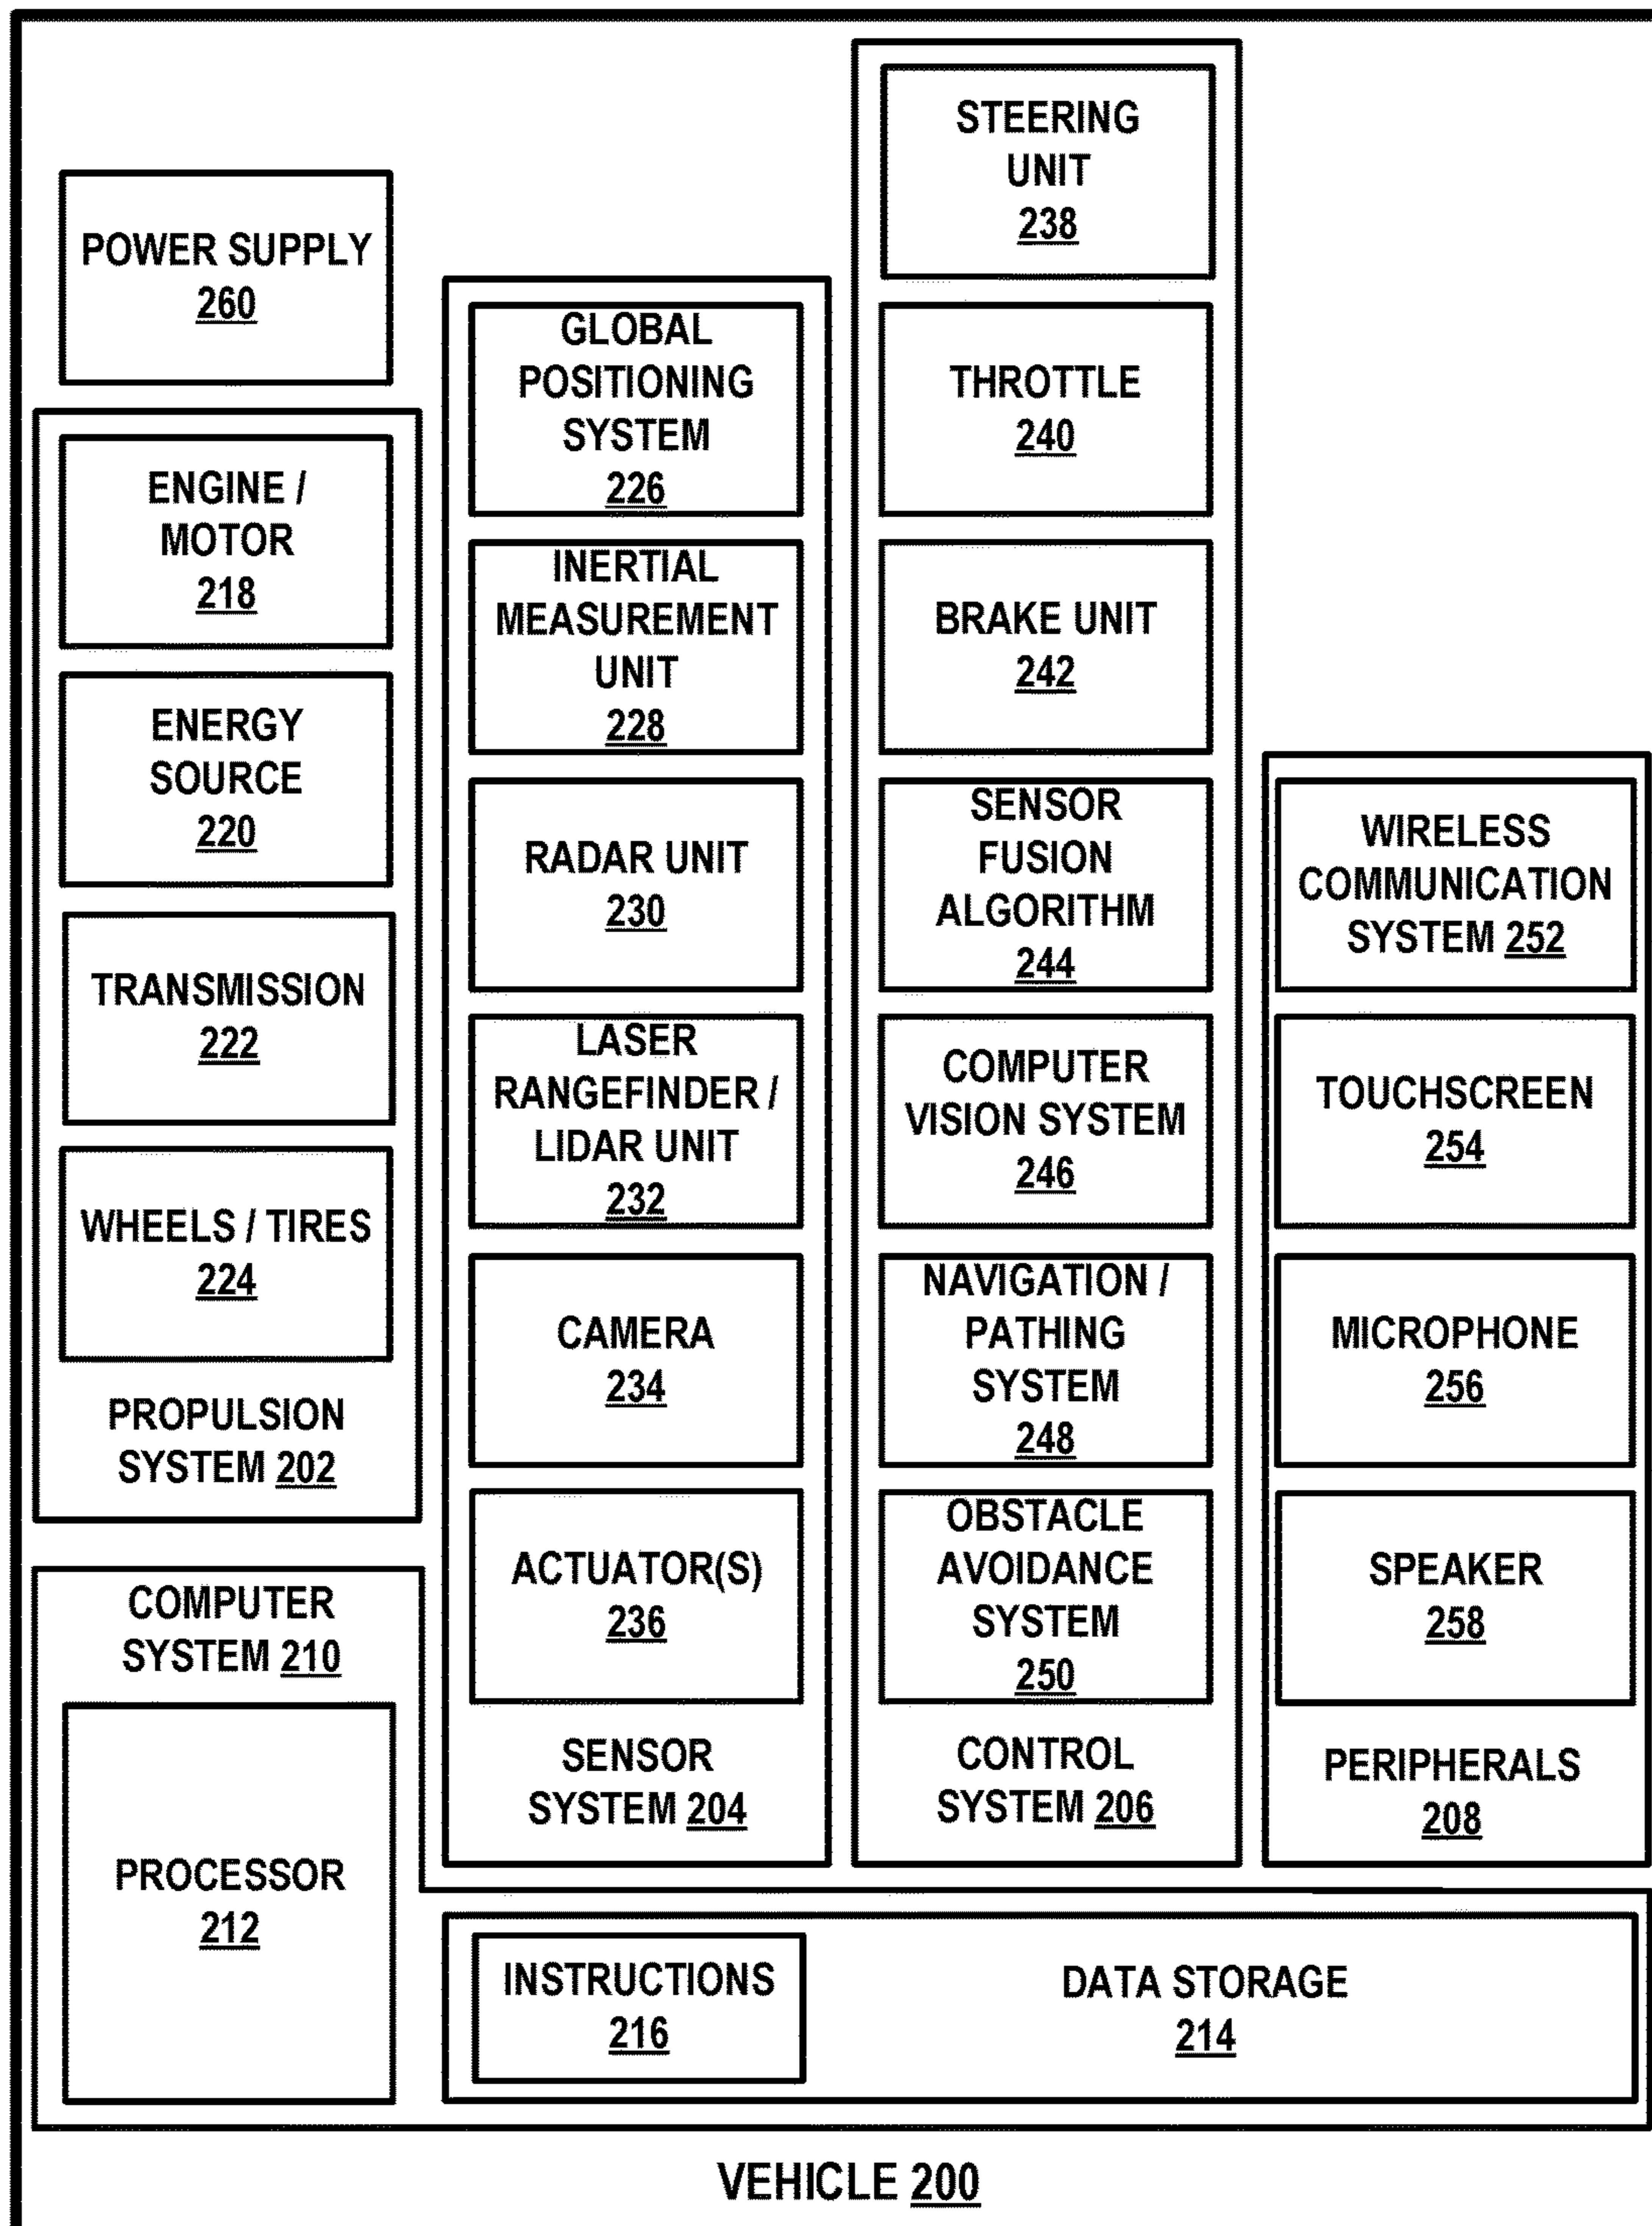 POWER SUPPLY
260
ENGINE /
MOTOR
218
ENERGY
SOURCE
220
TRANSMISSION
222
WHEELS / TIRES
224
PROPULSION
SYSTEM 202
COMPUTER
SYSTEM 210
PROCESSOR
212
GLOBAL
POSITIONING
SYSTEM
226
INERTIAL
MEASUREMENT
UNIT
228
RADAR UNIT
230
LASER
RANGEFINDER /
LIDAR UNIT
232
CAMERA
234
ACTUATOR(S)
236
SENSOR
SYSTEM 204
STEERING
UNIT
238
THROTTLE
240
BRAKE UNIT
242
SENSOR
FUSION
ALGORITHM
244
COMPUTER
VISION SYSTEM
246
NAVIGATION /
PATHING
SYSTEM
248
OBSTACLE
AVOIDANCE
SYSTEM
250
CONTROL
SYSTEM 206
WIRELESS
COMMUNICATION
SYSTEM 252
TOUCHSCREEN
254
MICROPHONE
256
SPEAKER
258
PERIPHERALS
208
INSTRUCTIONS
216
DATA STORAGE
214
VEHICLE 200